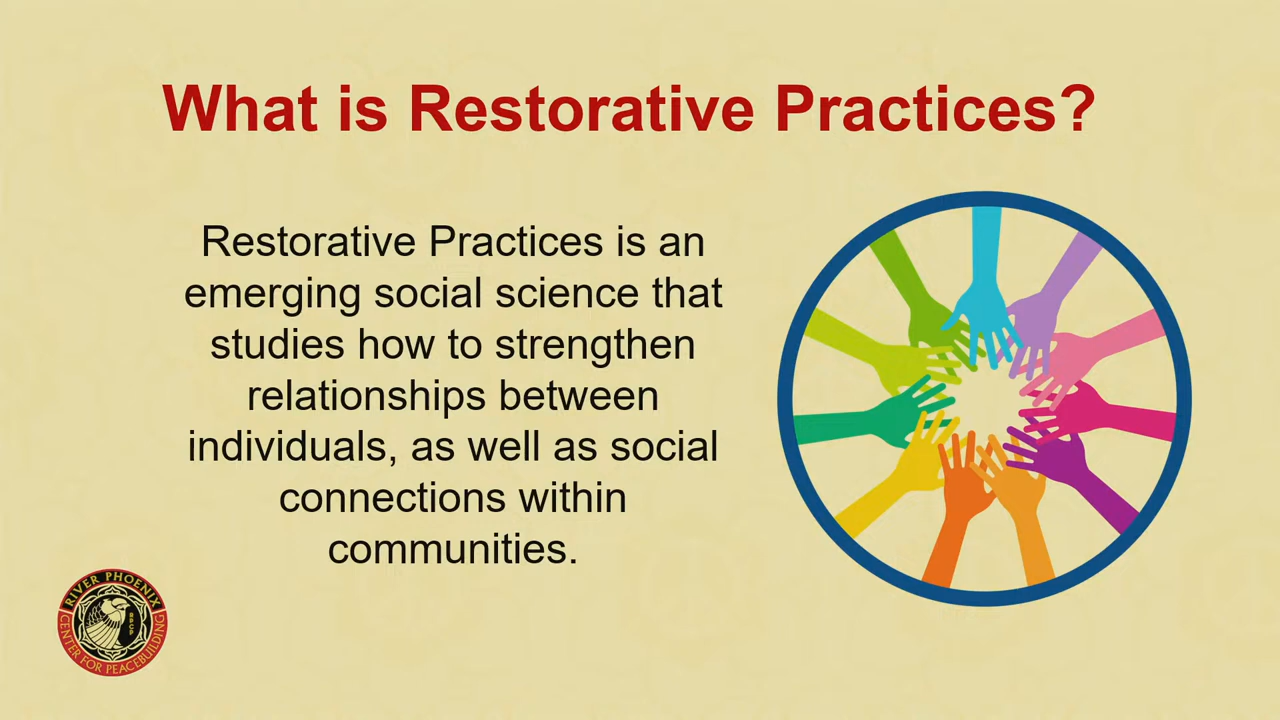 What is Restorative Practices?
Restorative Practices is an
emerging social science that
studies how to strengthen
relationships between
individuals, as well as social
connections within
communities.
RIVER PHOENIX
CENTER FOR PEACEBUILDING